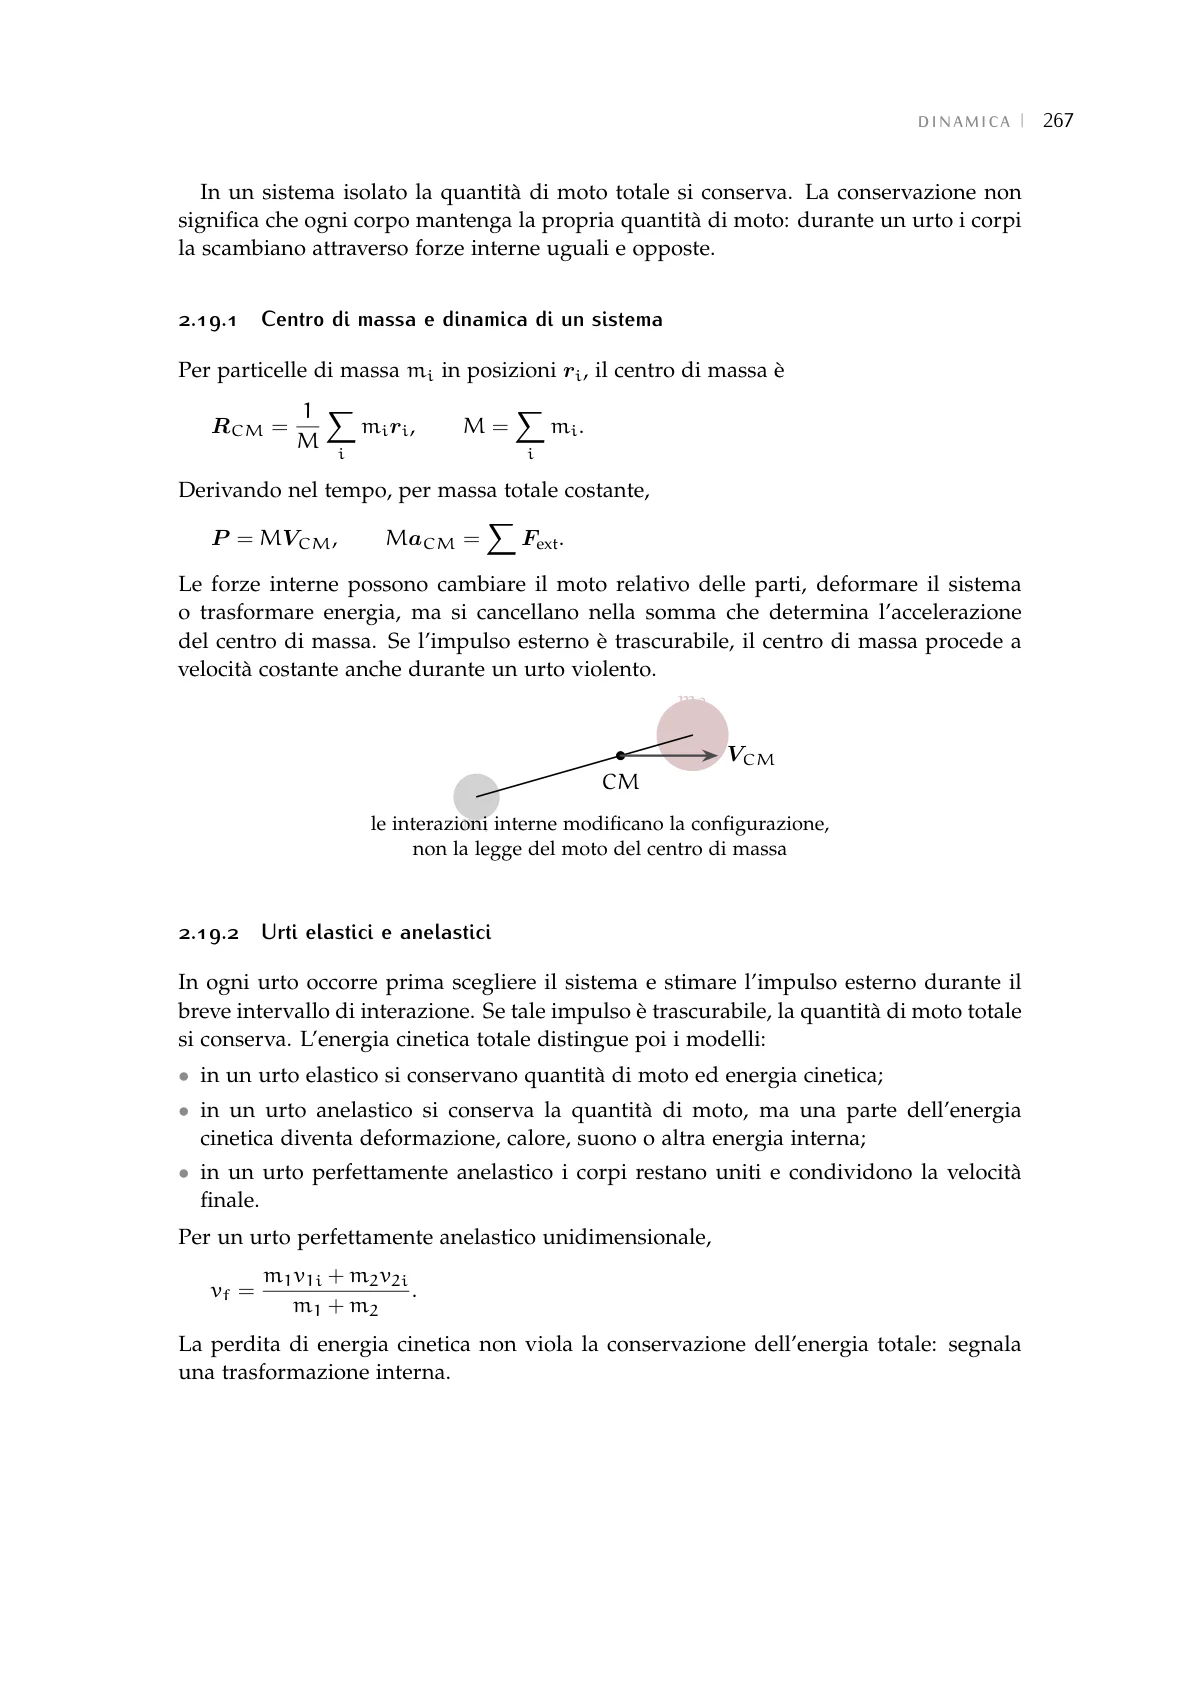 DINAMICA | 267
In un sistema isolato la quantità di moto totale si conserva. La conservazione non
significa che ogni corpo mantenga la propria quantità di moto: durante un urto i corpi
la scambiano attraverso forze interne uguali e opposte.
2.19.1 Centro di massa e dinamica di un sistema
Per particelle di massa mᵢ in posizioni rᵢ, il centro di massa è
R_CM = 1/M ∑_i mᵢrᵢ, M = ∑_i mᵢ.
Derivando nel tempo, per massa totale costante,
P = MV_CM, Ma_CM = ∑ F_ext.
Le forze interne possono cambiare il moto relativo delle parti, deformare il sistema
o trasformare energia, ma si cancellano nella somma che determina l'accelerazione
del centro di massa. Se l'impulso esterno è trascurabile, il centro di massa procede a
velocità costante anche durante un urto violento.
V_CM
CM
le interazioni interne modificano la configurazione,
non la legge del moto del centro di massa
2.19.2 Urti elastici e anelastici
In ogni urto occorre prima scegliere il sistema e stimare l'impulso esterno durante il
breve intervallo di interazione. Se tale impulso è trascurabile, la quantità di moto totale
si conserva. L'energia cinetica totale distingue poi i modelli:
• in un urto elastico si conservano quantità di moto ed energia cinetica;
• in un urto anelastico si conserva la quantità di moto, ma una parte dell'energia
cinetica diventa deformazione, calore, suono o altra energia interna;
• in un urto perfettamente anelastico i corpi restano uniti e condividono la velocità
finale.
Per un urto perfettamente anelastico unidimensionale,
v_f = (m₁v₁ᵢ + m₂v₂ᵢ)/(m₁ + m₂).
La perdita di energia cinetica non viola la conservazione dell'energia totale: segnala
una trasformazione interna.